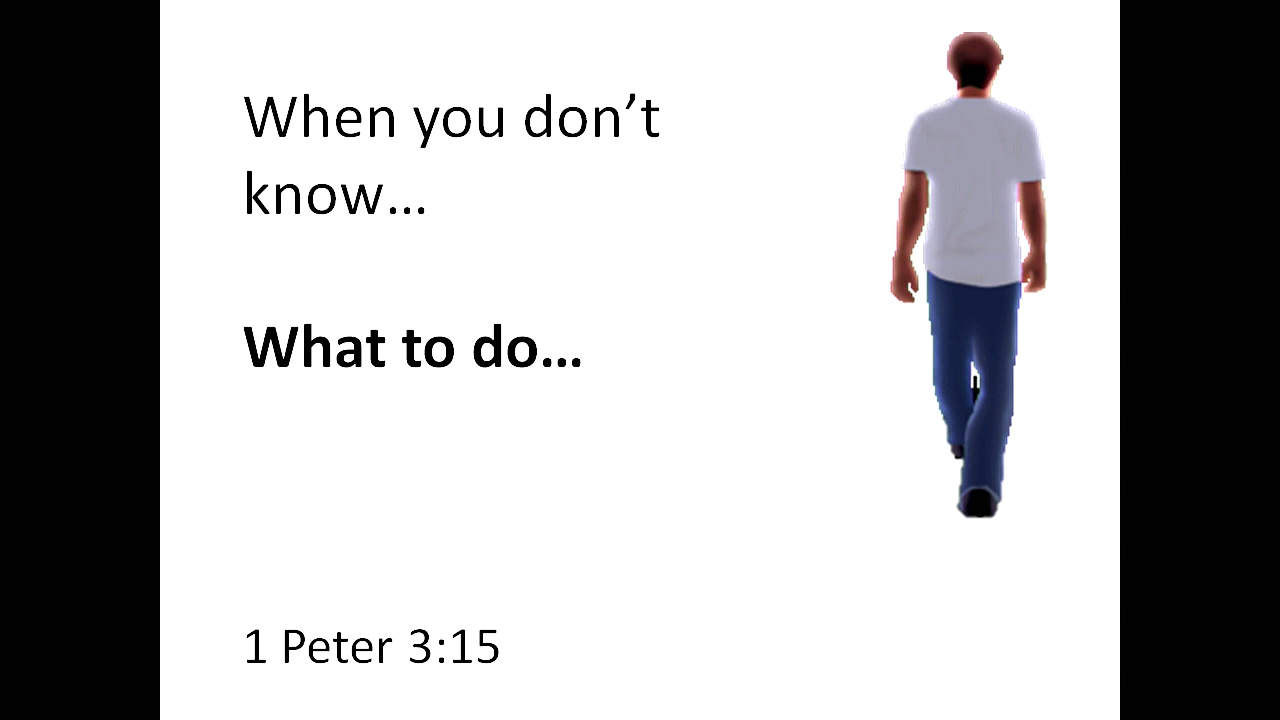 When you don’t
know…
What to do…
1 Peter 3:15